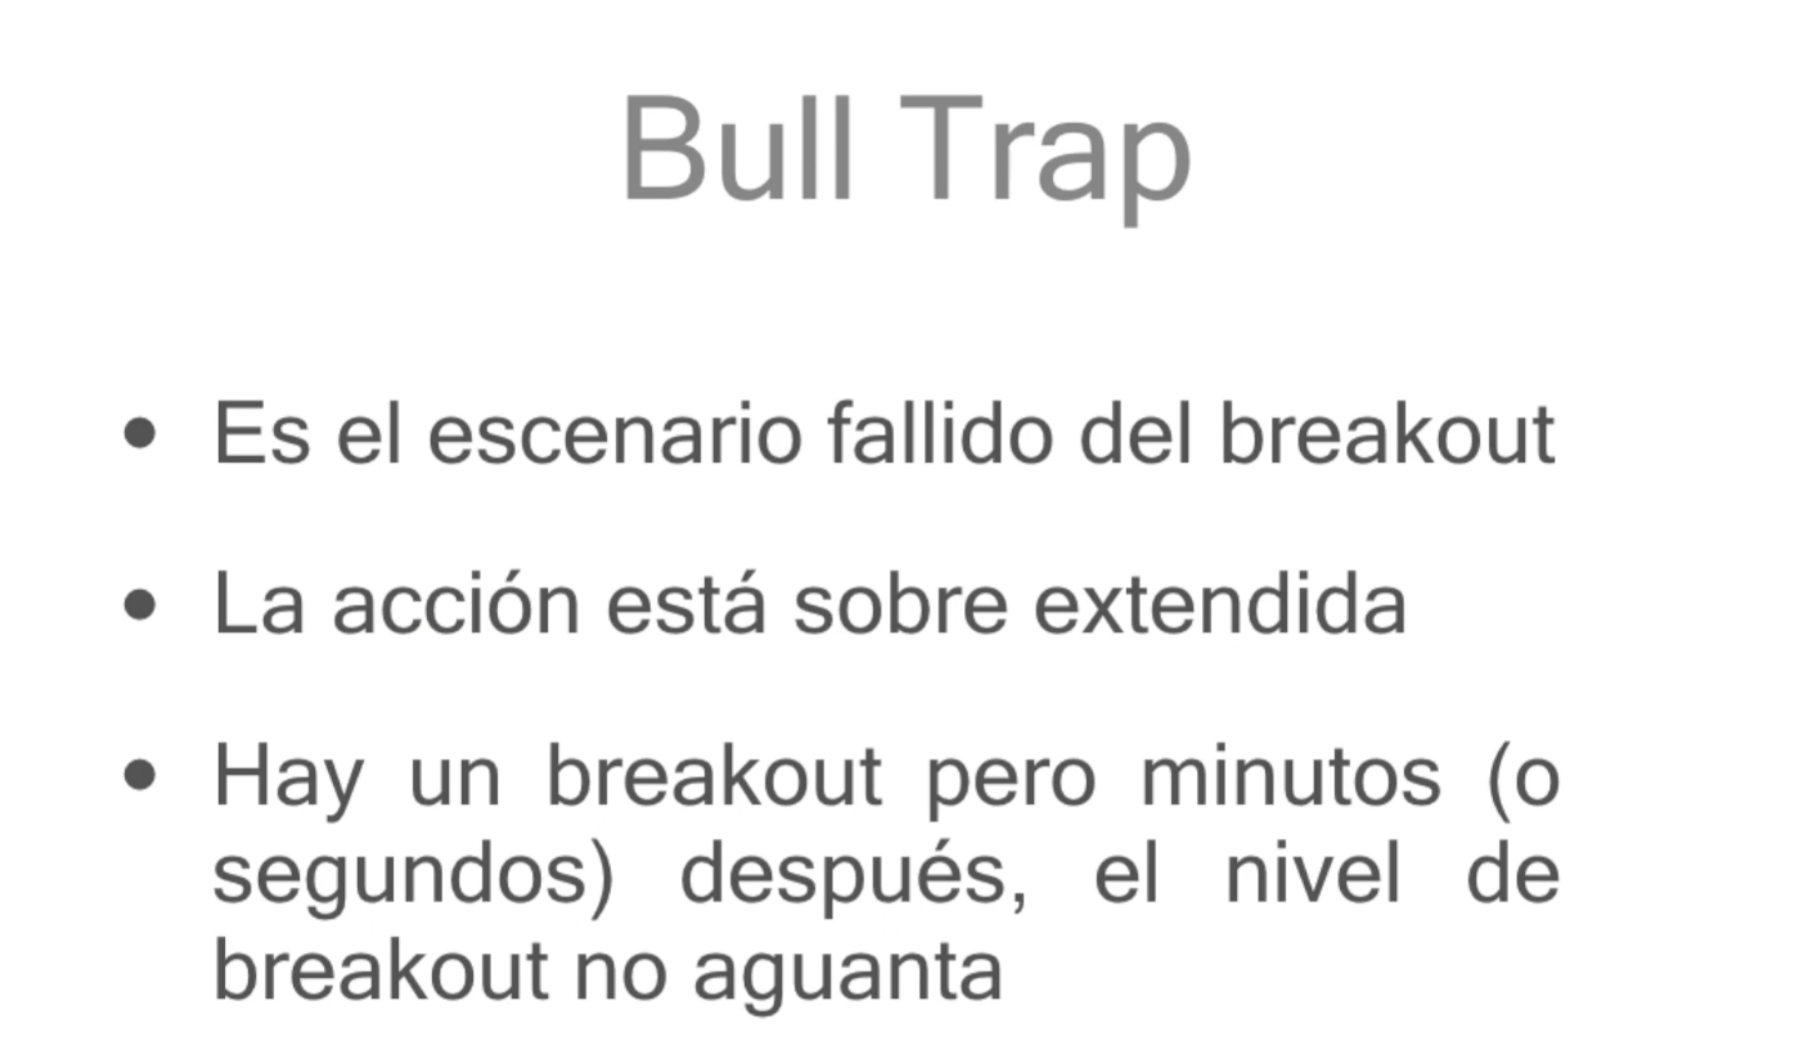 Bull Trap
• Es el escenario fallido del breakout
• La acción está sobre extendida
• Hay un breakout pero minutos (o
segundos) después, el nivel de
breakout no aguanta